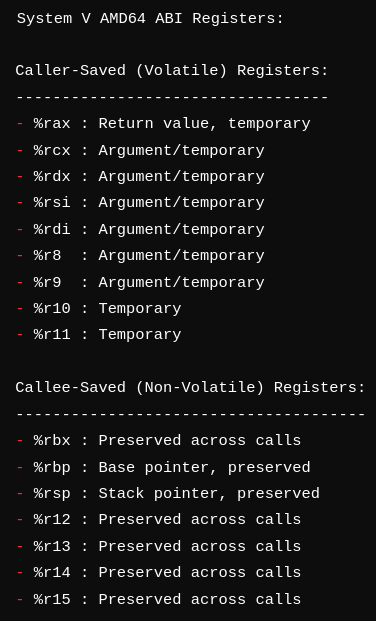 System V AMD64 ABI Registers:

Caller-Saved (Volatile) Registers:
----------------------------------
- %rax : Return value, temporary
- %rcx : Argument/temporary
- %rdx : Argument/temporary
- %rsi : Argument/temporary
- %rdi : Argument/temporary
- %r8  : Argument/temporary
- %r9  : Argument/temporary
- %r10 : Temporary
- %r11 : Temporary

Callee-Saved (Non-Volatile) Registers:
--------------------------------------
- %rbx : Preserved across calls
- %rbp : Base pointer, preserved
- %rsp : Stack pointer, preserved
- %r12 : Preserved across calls
- %r13 : Preserved across calls
- %r14 : Preserved across calls
- %r15 : Preserved across calls